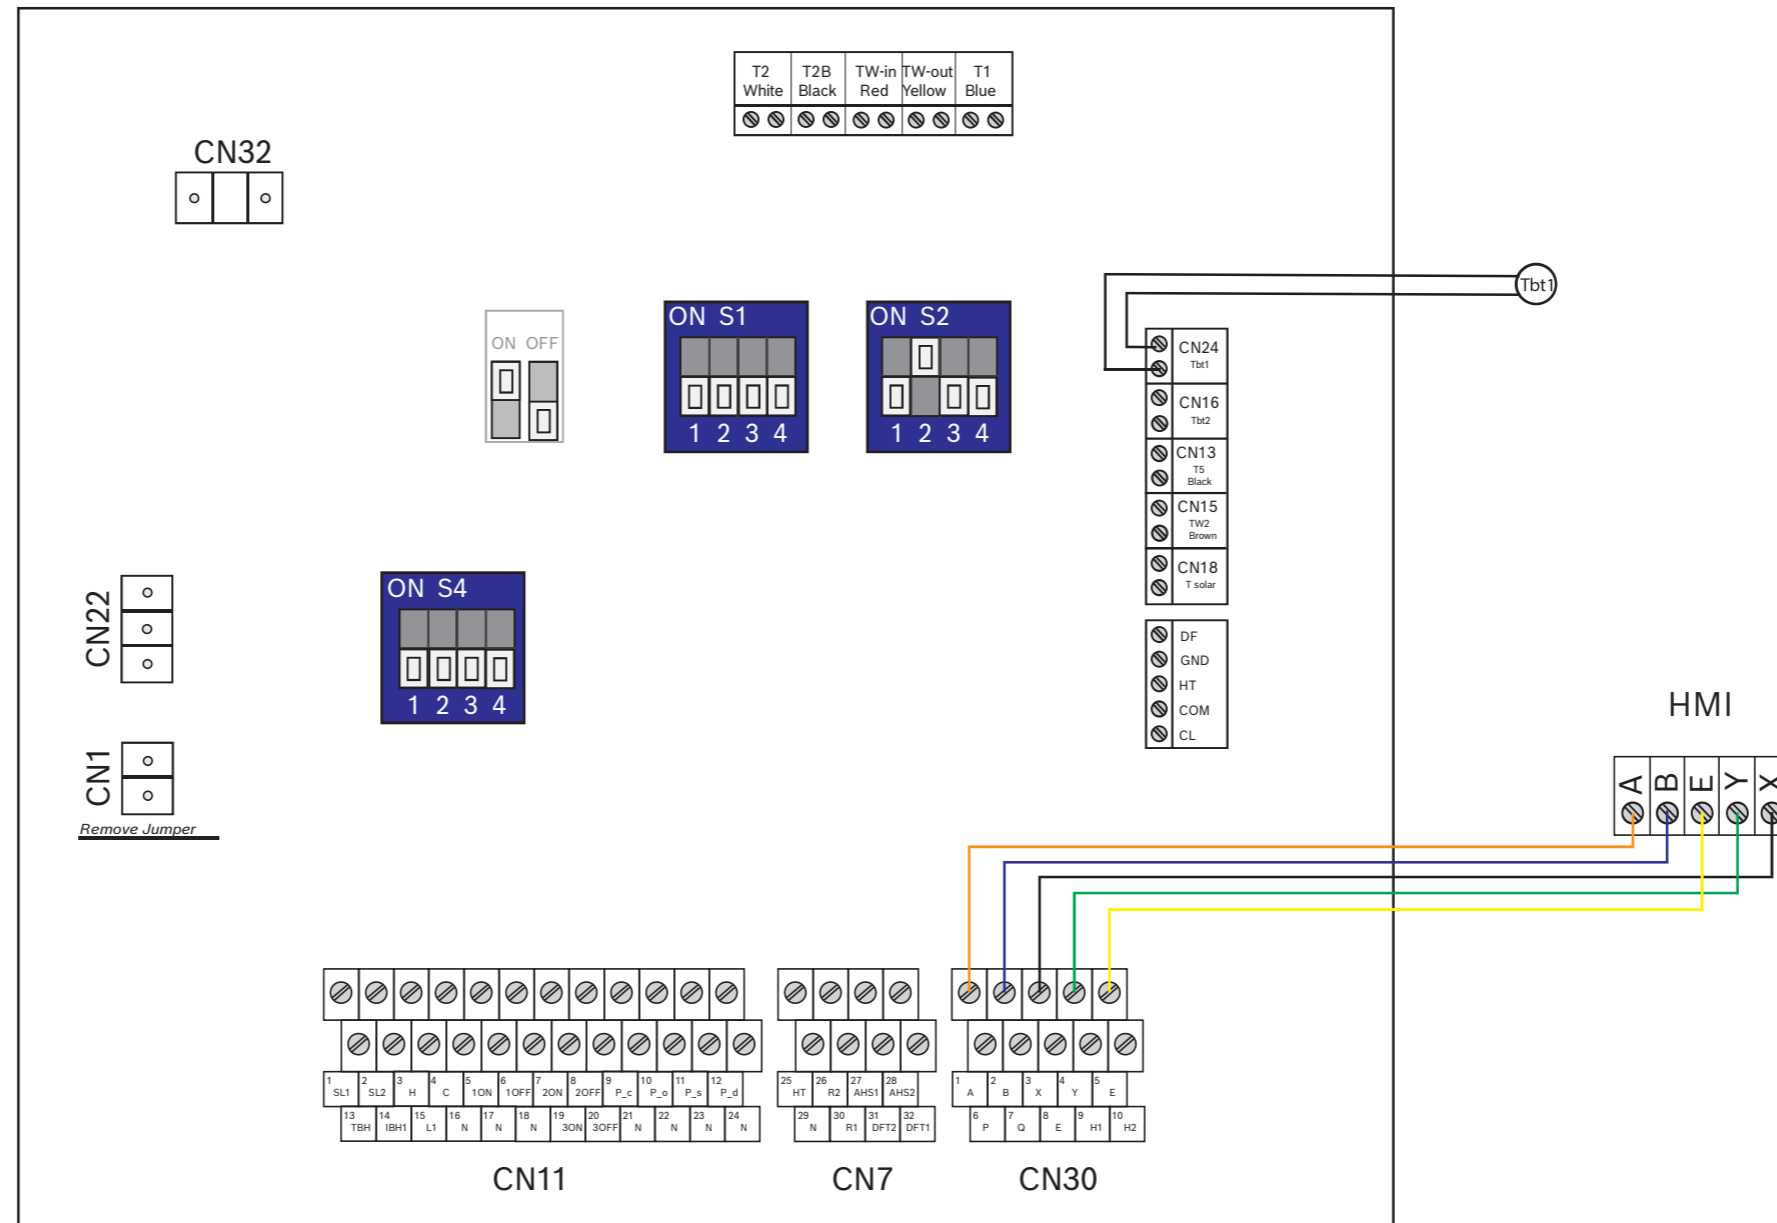 T2 T2B TW-in TW-out T1
White Black Red Yellow Blue
CN32
Tbt1
ON OFF
ON S1
1 2 3 4
ON S2
1 2 3 4
CN24
Tbt1
CN16
Tbt2
CN13
T5
Black
CN15
TW2
Brown
CN18
T solar
CN22
ON S4
1 2 3 4
DF
GND
HT
COM
CL
HMI
A B E Y X
CN1
Remove Jumper
1 2 3 4 5 6 7 8 9 10 11 12
SL1 SL2 H C 1ON 1OFF 2ON 2OFF P_c P_o P_s P_d
13 14 15 16 17 18 19 20 21 22 23 24
TBH IBH1 L1 N N N 3ON 3OFF N N N N
CN11
25 26 27 28
HT R2 AHS1 AHS2
29 30 31 32
N R1 DFT2 DFT1
CN7
1 2 3 4 5
A B X Y E
6 7 8 9 10
P Q E H1 H2
CN30